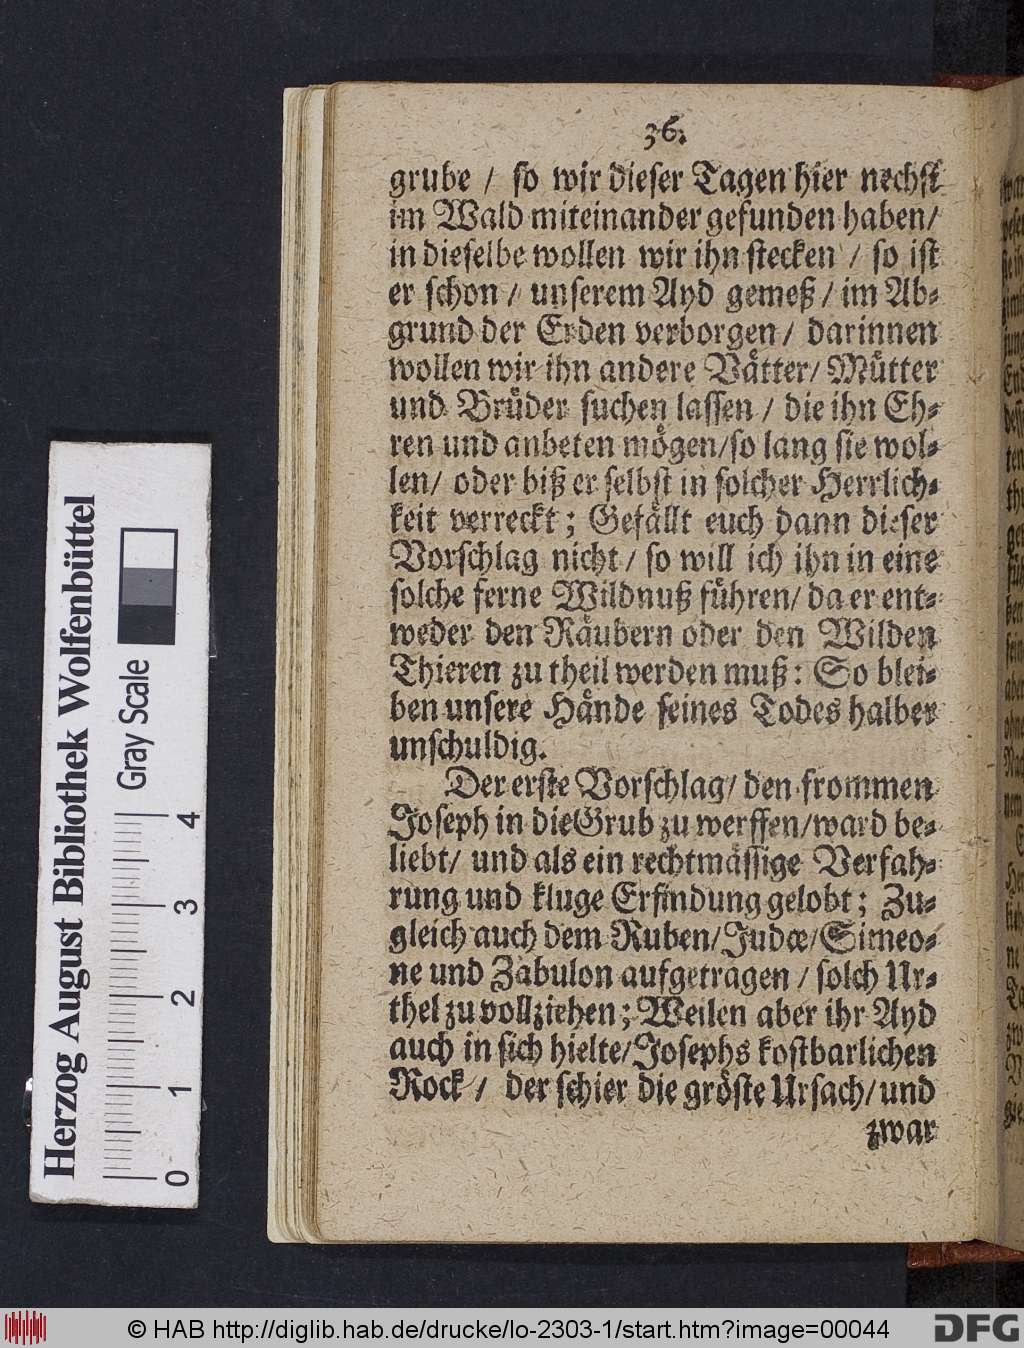 36.
grube / so wir dieser Tagen hier nechst
im Wald miteinander gefunden haben/
in dieselbe wollen wir ihn stecken / so ist
er schon / unserem Ayd gemeß / im Ab⸗
grund der Erden verborgen / darinnen
wollen wir ihn andere Vätter/ Mütter
und Brüder suchen lassen / die ihn Eh⸗
ren und anbeten mögen/so lang sie wol⸗
len/ oder biß er selbst in solcher Herrlich⸗
keit verreckt; Gefällt euch dann dieser
Vorschlag nicht / so will ich ihn in eine
solche ferne Wildnuß führen/ da er ent⸗
weder den Räubern oder den Wilden
Thieren zu theil werden muß: So blei⸗
ben unsere Hände seines Todes halber
unschuldig.
Der erste Vorschlag/ den frommen
Joseph in die Grub zu werffen/ward be⸗
liebt/ und als ein rechtmässige Verfah⸗
rung und kluge Erfindung gelobt; Zu⸗
gleich auch dem Ruben/Judæ/Simeo⸗
ne und Zabulon aufgetragen / solch Ur⸗
thel zu vollziehen; Weilen aber ihr Ayd
auch in sich hielte/Josephs kostbarlichen
Rock / der schier die gröste Ursach/und
zwar
Herzog August Bibliothek Wolfenbüttel
Gray Scale
0 1 2 3 4
© HAB http://diglib.hab.de/drucke/lo-2303-1/start.htm?image=00044
DFG